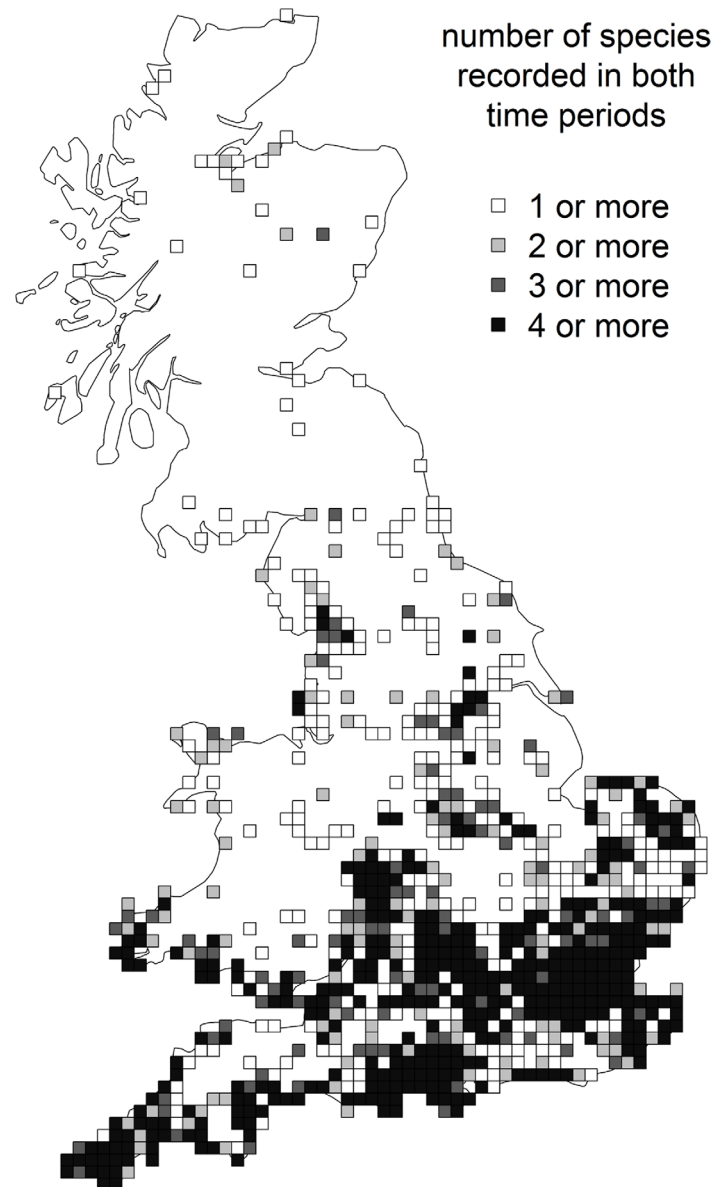 number of species
recorded in both
time periods
1 or more
2 or more
3 or more
4 or more